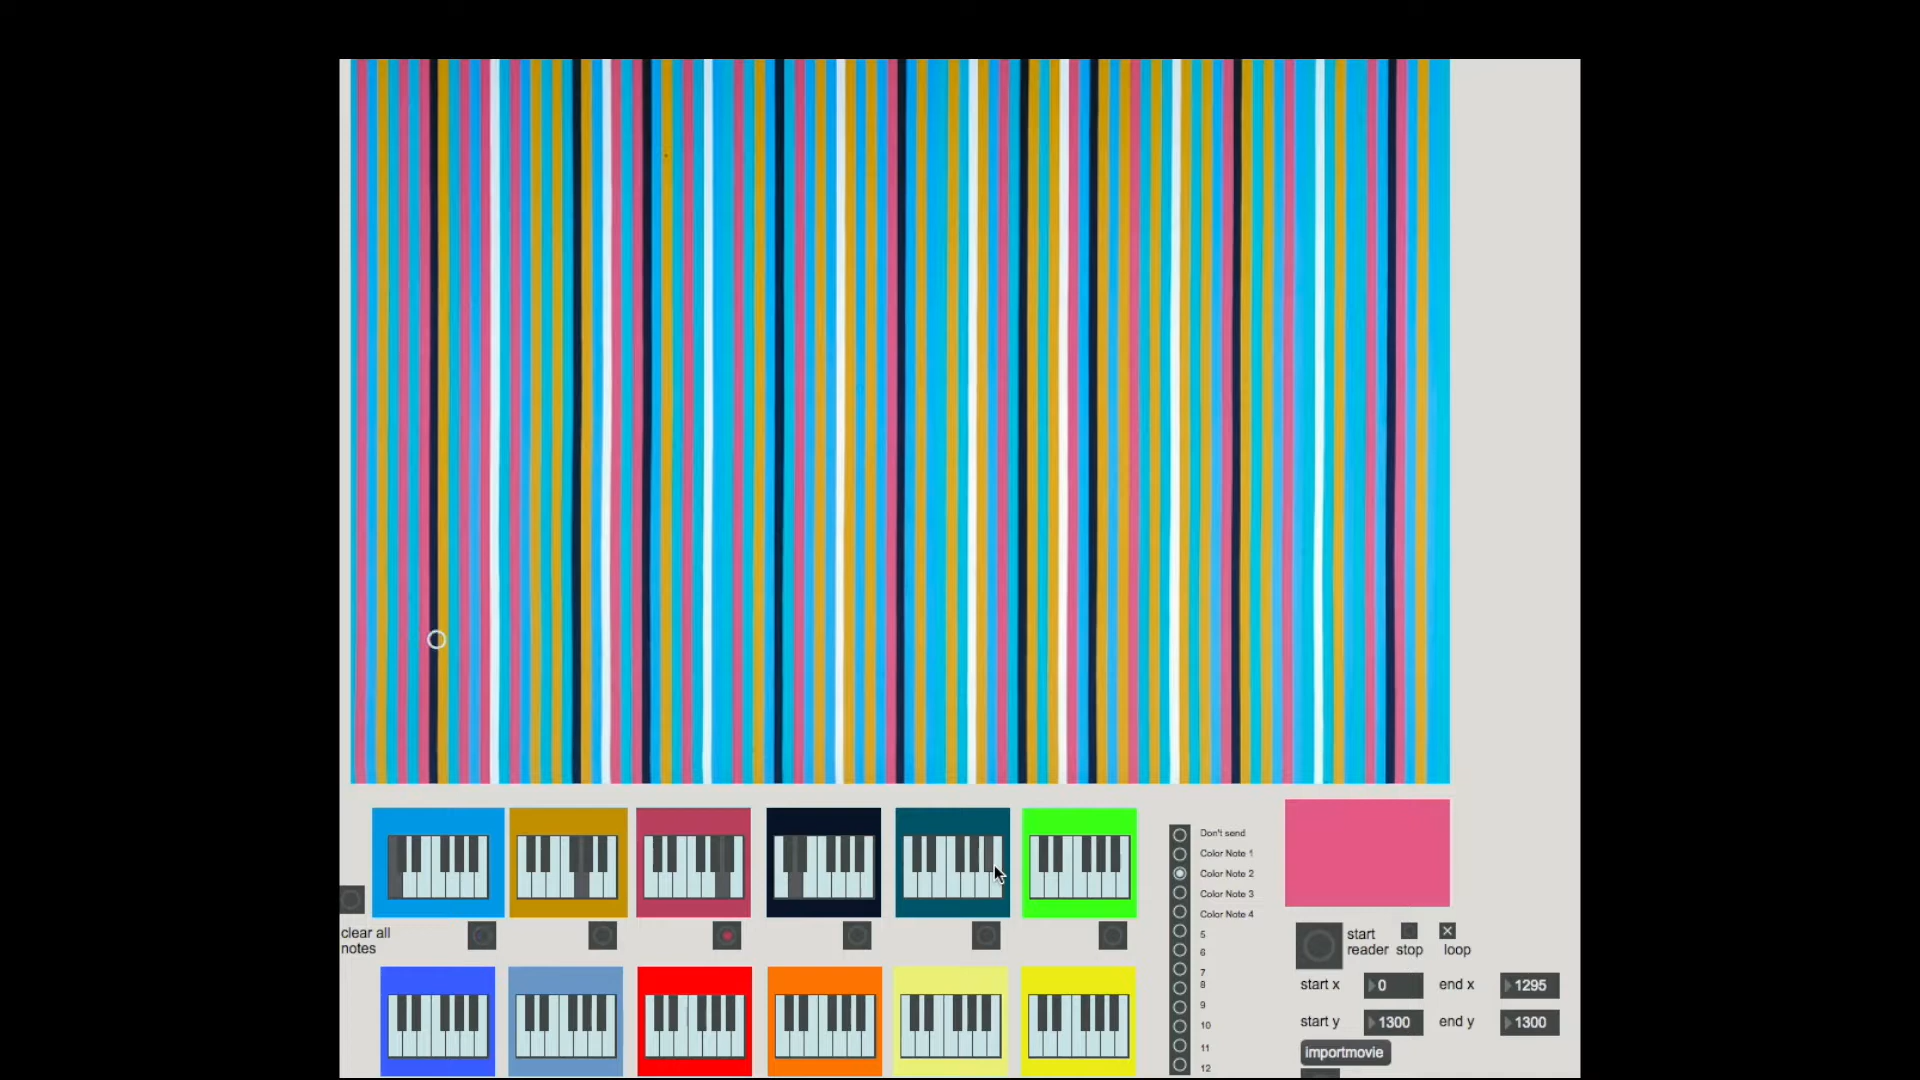 Don't send
Color Note 1
Color Note 2
Color Note 3
Color Note 4
5
6
7
8
9
10
11
12
clear all
notes
start
reader
stop
loop
start x
0
end x
1295
start y
1300
end y
1300
importmovie